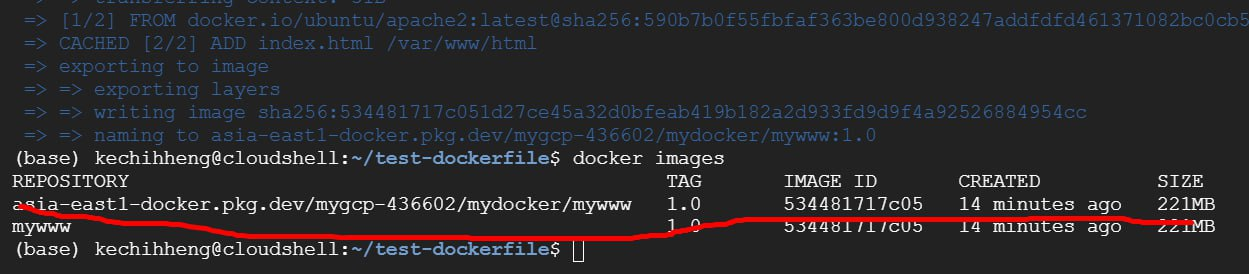 => [1/2] FROM docker.io/ubuntu/apache2:latest@sha256:590b7b0f55fbfaf363be800d938247addfdfd461371082bc0cb5
=> CACHED [2/2] ADD index.html /var/www/html
=> exporting to image
=> => exporting layers
=> => writing image sha256:534481717c051d27ce45a32d0bfeab419b182a2d933fd9d9f4a92526884954cc
=> => naming to asia-east1-docker.pkg.dev/mygcp-436602/mydocker/mywww:1.0
(base) kechihheng@cloudshell:~/test-dockerfile$ docker images
REPOSITORY TAG IMAGE ID CREATED SIZE
asia-east1-docker.pkg.dev/mygcp-436602/mydocker/mywww 1.0 534481717c05 14 minutes ago 221MB
mywww 1.0 534481717c05 14 minutes ago 221MB
(base) kechihheng@cloudshell:~/test-dockerfile$